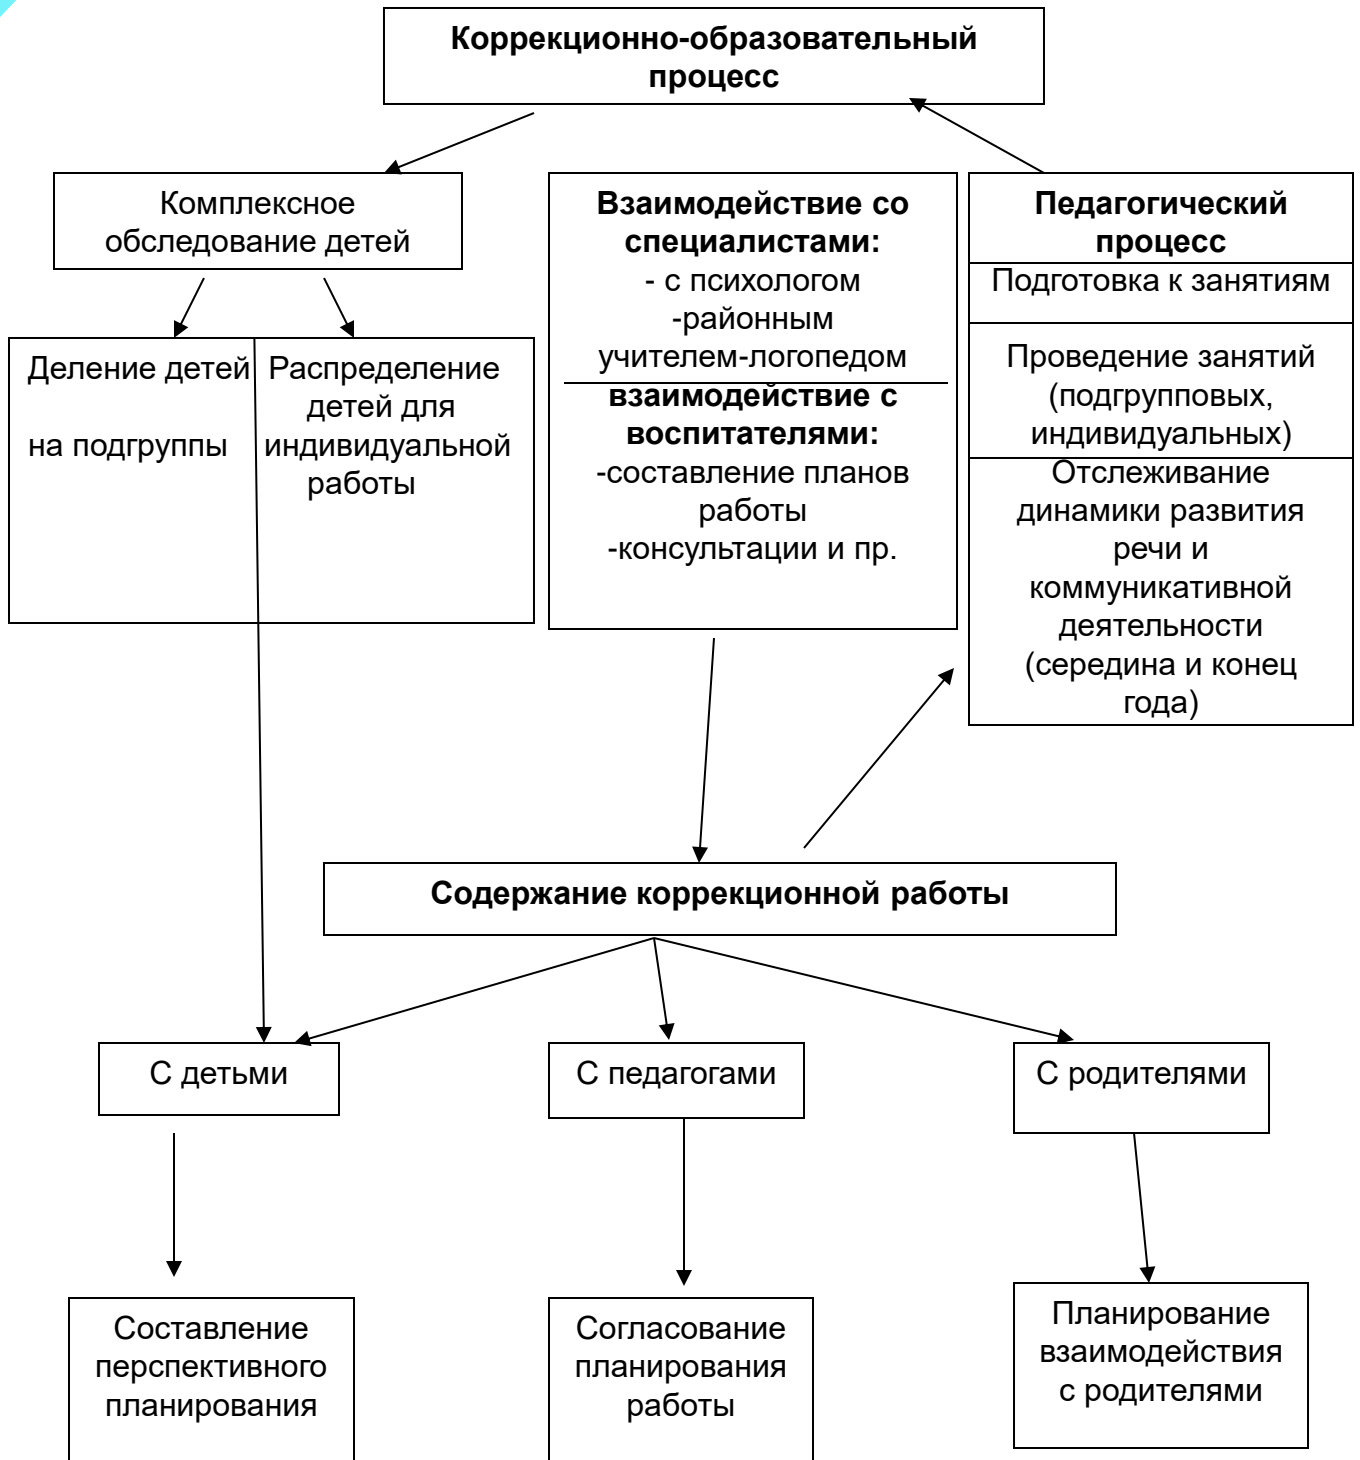 Коррекционно-образовательный
процесс
Комплексное
обследование детей
Деление детей
на подгруппы
Распределение
детей для
индивидуальной
работы
Взаимодействие со
специалистами:
- с психологом
-районным
учителем-логопедом
взаимодействие с
воспитателями:
-составление планов
работы
-консультации и пр.
Педагогический
процесс
Подготовка к занятиям
Проведение занятий
(подгрупповых,
индивидуальных)
Отслеживание
динамики развития
речи и
коммуникативной
деятельности
(середина и конец
года)
Содержание коррекционной работы
С детьми
С педагогами
С родителями
Составление
перспективного
планирования
Согласование
планирования
работы
Планирование
взаимодействия
с родителями